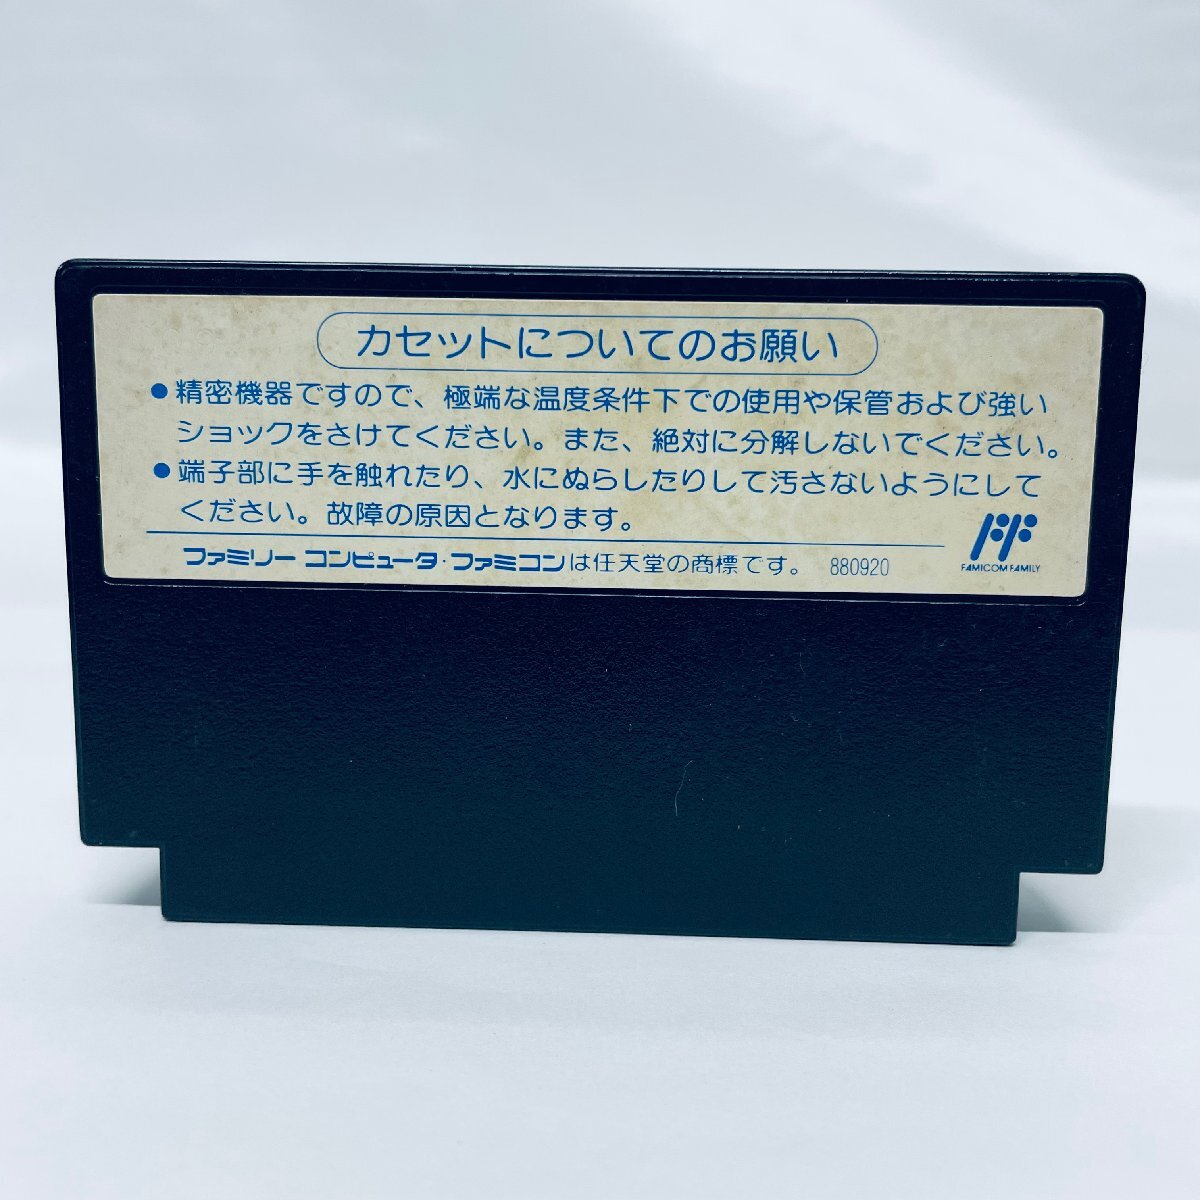 カセットについてのお願い
●精密機器ですので、極端な温度条件下での使用や保管および強い
ショックをさけてください。また、絶対に分解しないでください。
●端子部に手を触れたり、水にぬらしたりして汚さないようにして
ください。故障の原因となります。
ファミリーコンピュータ・ファミコンは任天堂の商標です。 880920
FAMICOM FAMILY